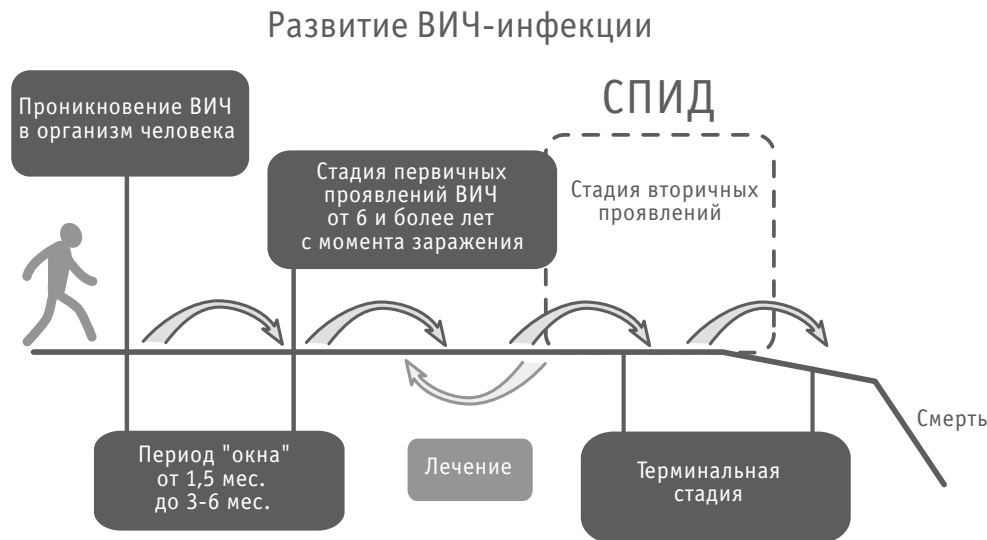 Развитие ВИЧ-инфекции
Проникновение ВИЧ
в организм человека
Стадия первичных
проявлений ВИЧ
от 6 и более лет
с момента заражения
СПИД
Стадия вторичных
проявлений
Период "окна"
от 1,5 мес.
до 3-6 мес.
Лечение
Терминальная
стадия
Смерть